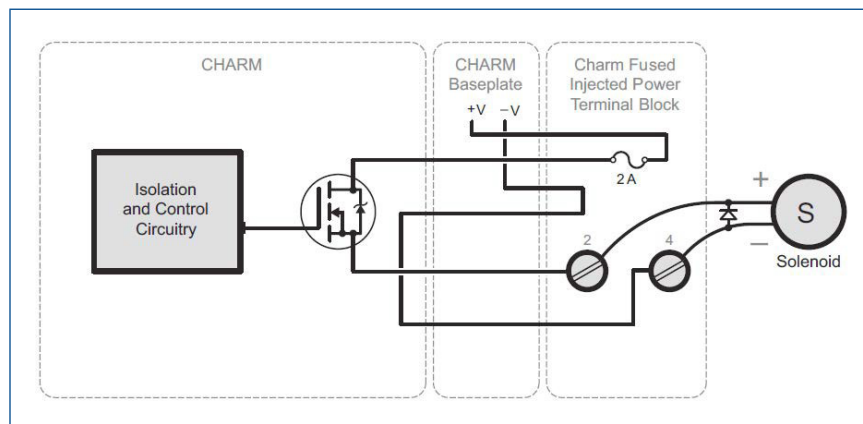 CHARM
CHARM
Baseplate
Charm Fused
Injected Power
Terminal Block
+V −V
2 A
Isolation
and Control
Circuitry
+
S
−
2
4
Solenoid